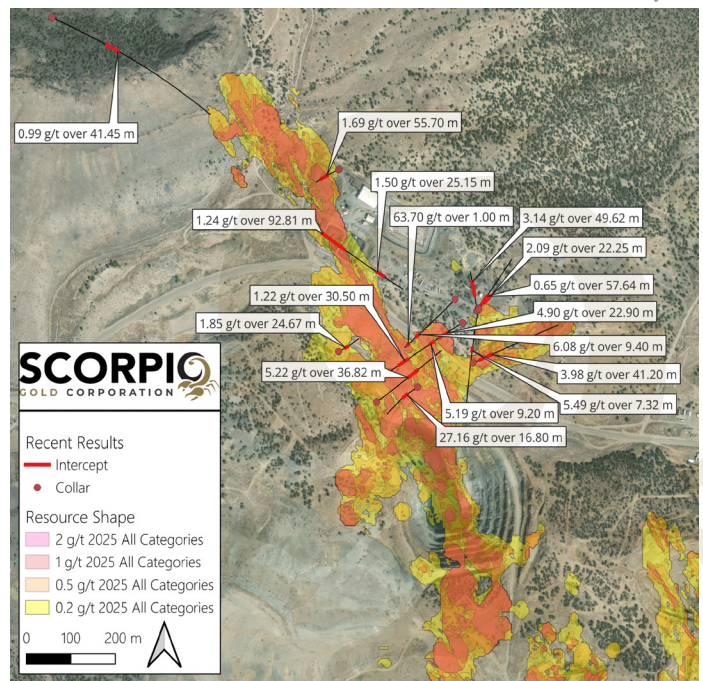 0.99 g/t over 41.45 m
1.69 g/t over 55.70 m
1.50 g/t over 25.15 m
1.24 g/t over 92.81 m
63.70 g/t over 1.00 m
3.14 g/t over 49.62 m
2.09 g/t over 22.25 m
0.65 g/t over 57.64 m
1.22 g/t over 30.50 m
4.90 g/t over 22.90 m
1.85 g/t over 24.67 m
6.08 g/t over 9.40 m
5.22 g/t over 36.82 m
3.98 g/t over 41.20 m
5.49 g/t over 7.32 m
5.19 g/t over 9.20 m
27.16 g/t over 16.80 m
SCORPIO
GOLD CORPORATION
Recent Results
Intercept
Collar
Resource Shape
2 g/t 2025 All Categories
1 g/t 2025 All Categories
0.5 g/t 2025 All Categories
0.2 g/t 2025 All Categories
0 100 200 m